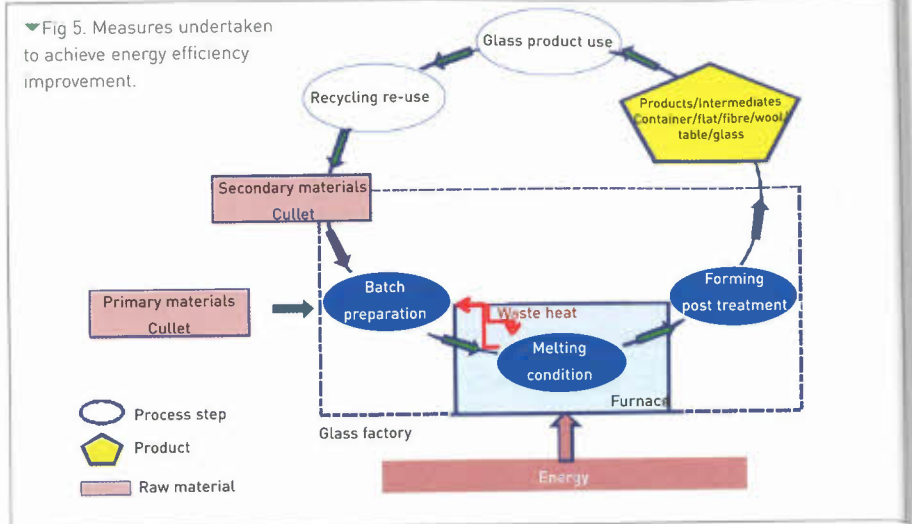 Fig 5. Measures undertaken
to achieve energy efficiency
improvement.
Glass product use
Recycling re-use
Products/Intermediates
Container/flat/fibre/wool/
table/glass
Secondary materials
Cullet
Batch
preparation
Forming
post treatment
Primary materials
Cullet
Waste heat
Melting
condition
Furnace
Glass factory
Process step
Product
Raw material
Energy